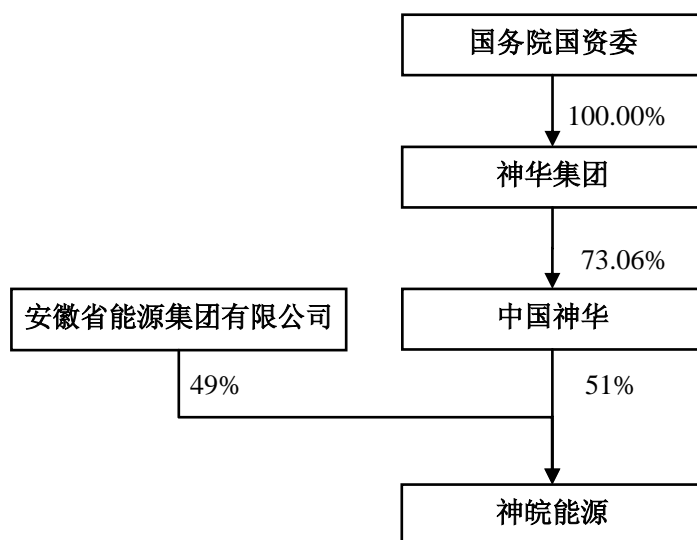 国务院国资委
100.00%
神华集团
73.06%
安徽省能源集团有限公司
中国神华
49%
51%
神皖能源